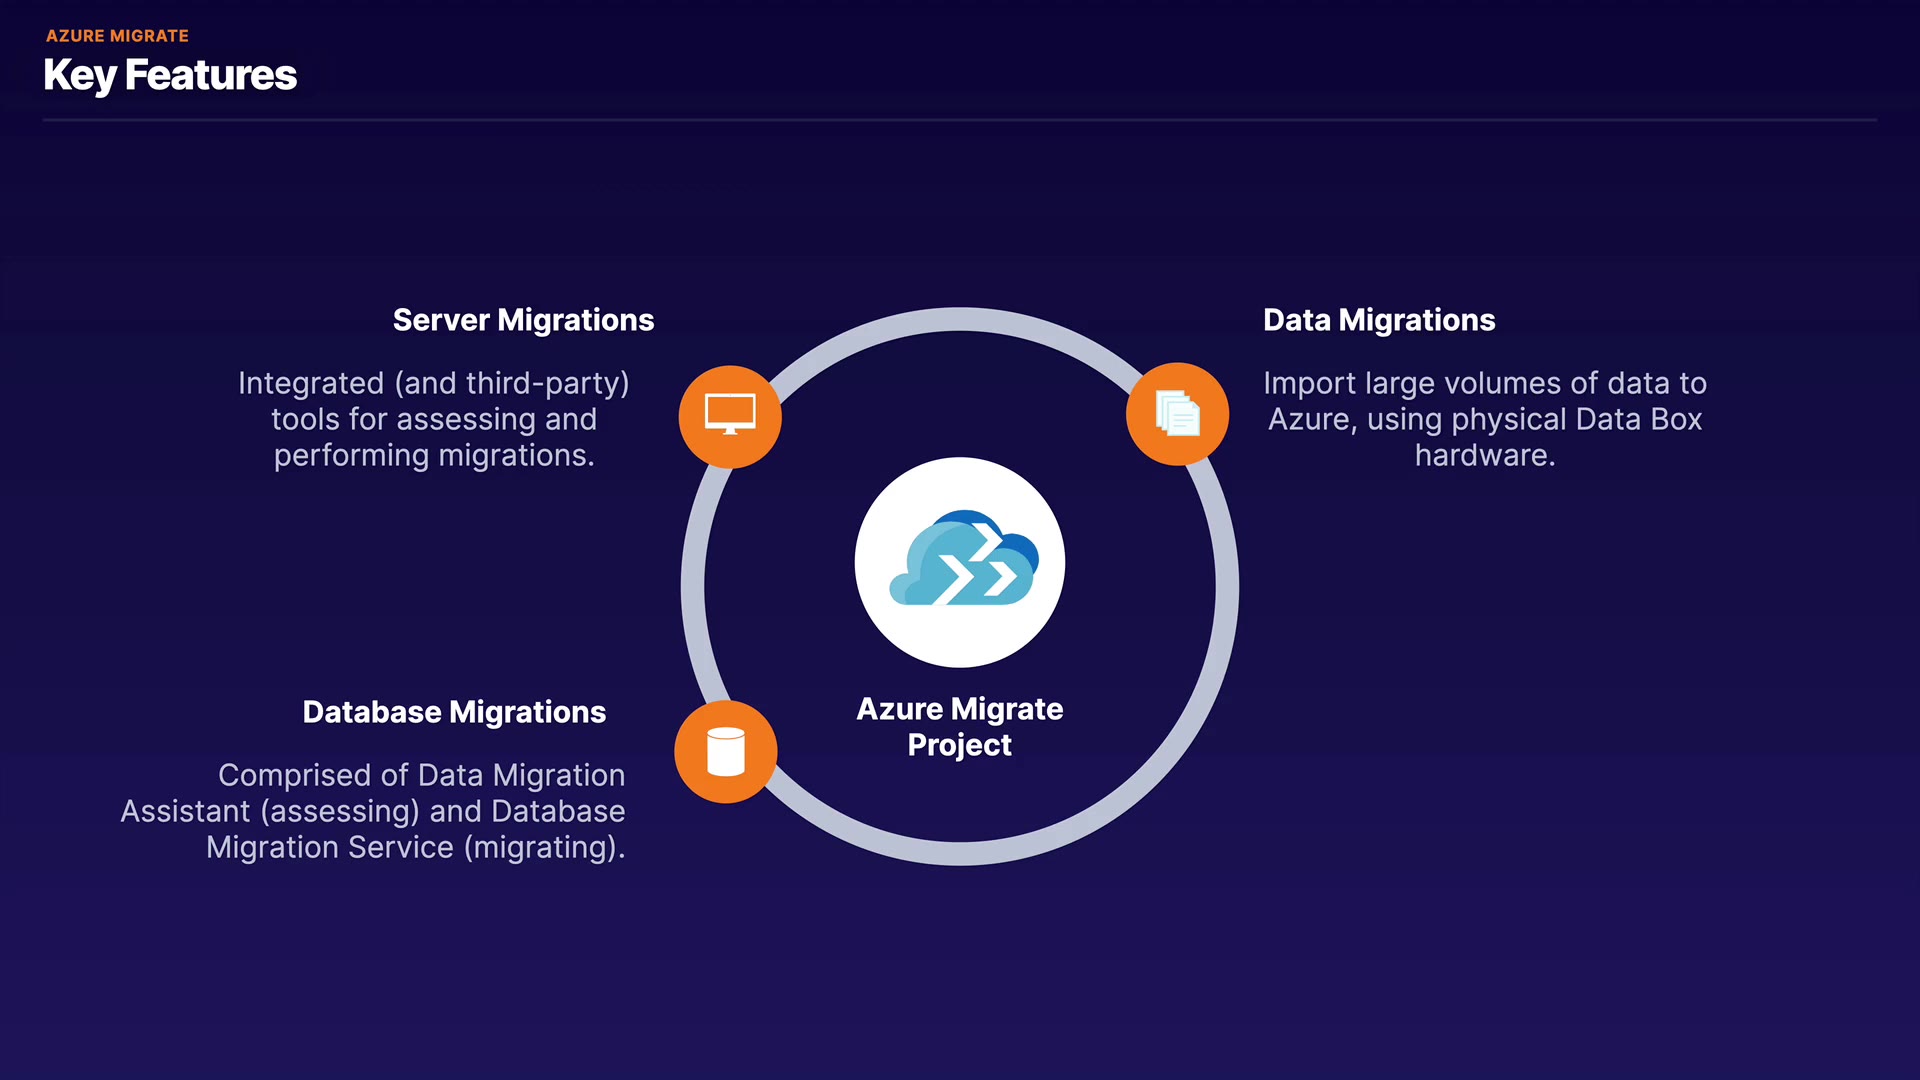 AZURE MIGRATE
Key Features
Server Migrations
Integrated (and third-party)
tools for assessing and
performing migrations.
Data Migrations
Import large volumes of data to
Azure, using physical Data Box
hardware.
Database Migrations
Comprised of Data Migration
Assistant (assessing) and Database
Migration Service (migrating).
Azure Migrate
Project